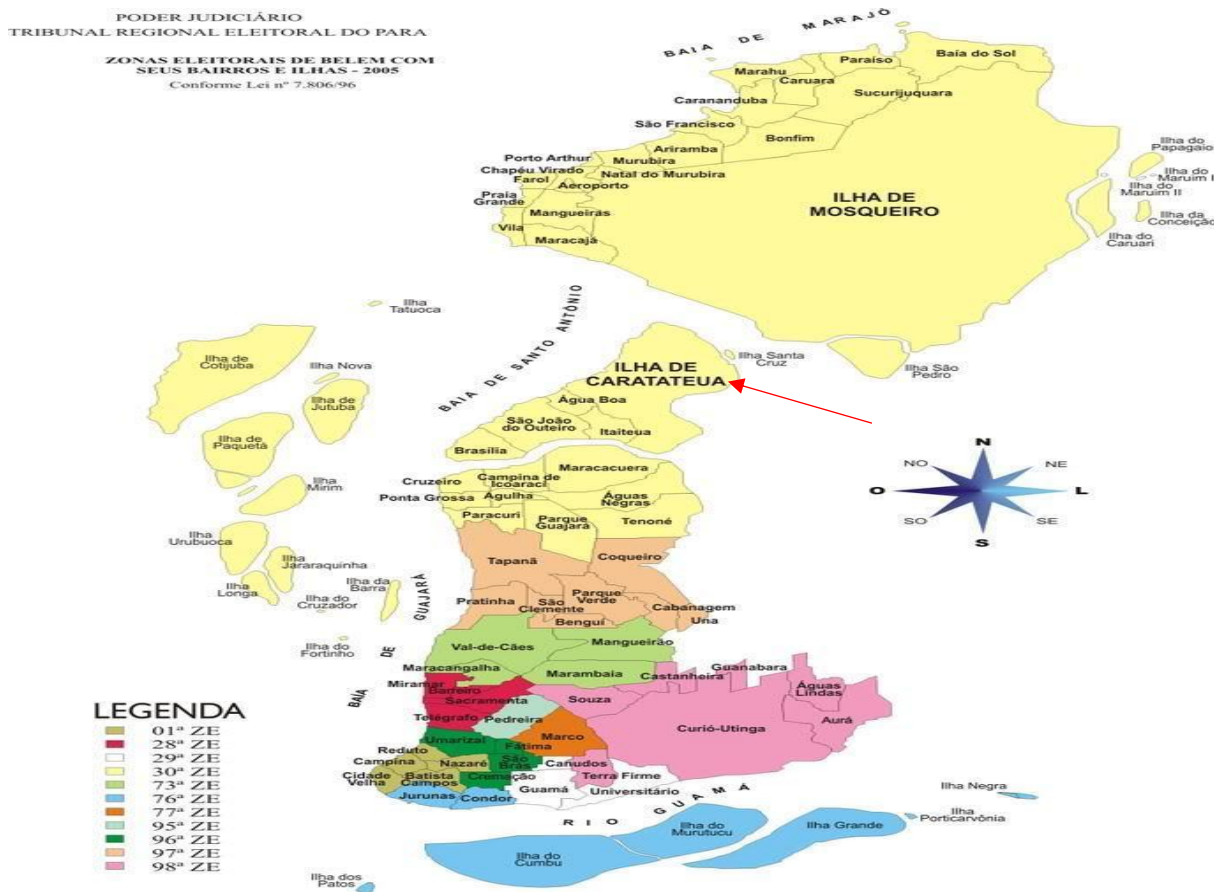 PODER JUDICIÁRIO
TRIBUNAL REGIONAL ELEITORAL DO PARA
ZONAS ELEITORAIS DE BELEM COM
SEUS BAIRROS E ILHAS - 2005
Conforme Lei nº 7.806/96
BAIA DE MARAJÓ
Baía do Sol
Paraíso
Marahu
Caruara
Sucurijuquara
Carananduba
São Francisco
Bonfim
Ariramba
Porto Arthur
Murubira
Chapéu Virado
Natal do Murubira
Farol
Aeroporto
Praia
Grande
Mangueiras
Vila
Maracajá
ILHA DE
MOSQUEIRO
Ilha do
Papagaio
Ilha do
Maruim I
Ilha do
Maruim II
Ilha da
Conceição
Ilha do
Caruari
Ilha
Tatuoca
BAIA DE SANTO ANTÔNIO
Ilha Santa
Cruz
Ilha São
Pedro
Ilha de
Cotijuba
Ilha Nova
Ilha de
Jutuba
Ilha de
Paquetá
Ilha
Mirim
ILHA DE
CARATATEUA
Água Boa
São João
do Outeiro
Itaiteua
Brasília
Maracacuera
Cruzeiro
Campina de
Icoaraci
Ponta Grossa
Agulha
Águas
Negras
Paracuri
Parque
Guajará
Tenoné
N
NO
NE
O
L
SO
SE
S
Ilha
Urubuoca
Ilha
Jararaquinha
Ilha
Longa
Ilha do
Cruzador
Ilha da
Barra
Ilha do
Fortinho
BAÍA DE GUAJARÁ
Tapanã
Coqueiro
Pratinha
São
Clemente
Parque
Verde
Cabanagem
Benguí
Una
Val-de-Cães
Mangueirão
Maracangalha
Marambaia
Castanheira
Guanabara
Miramar
Barreiro
Sacramenta
Souza
Águas
Lindas
Telégrafo
Pedreira
Curió-Utinga
Aurá
Umarizal
Fátima
Marco
Reduto
Campina
Nazaré
São
Brás
Canudos
Cidade
Velha
Batista
Campos
Cremação
Terra Firme
Jurunas
Condor
Guamá
Universitário
RIO GUAMÁ
Ilha Negra
Ilha
Porticarvônia
Ilha do
Murutucu
Ilha Grande
Ilha do
Cumbu
Ilha dos
Patos
LEGENDA
01ª ZE
28ª ZE
29ª ZE
30ª ZE
73ª ZE
76ª ZE
77ª ZE
95ª ZE
96ª ZE
97ª ZE
98ª ZE